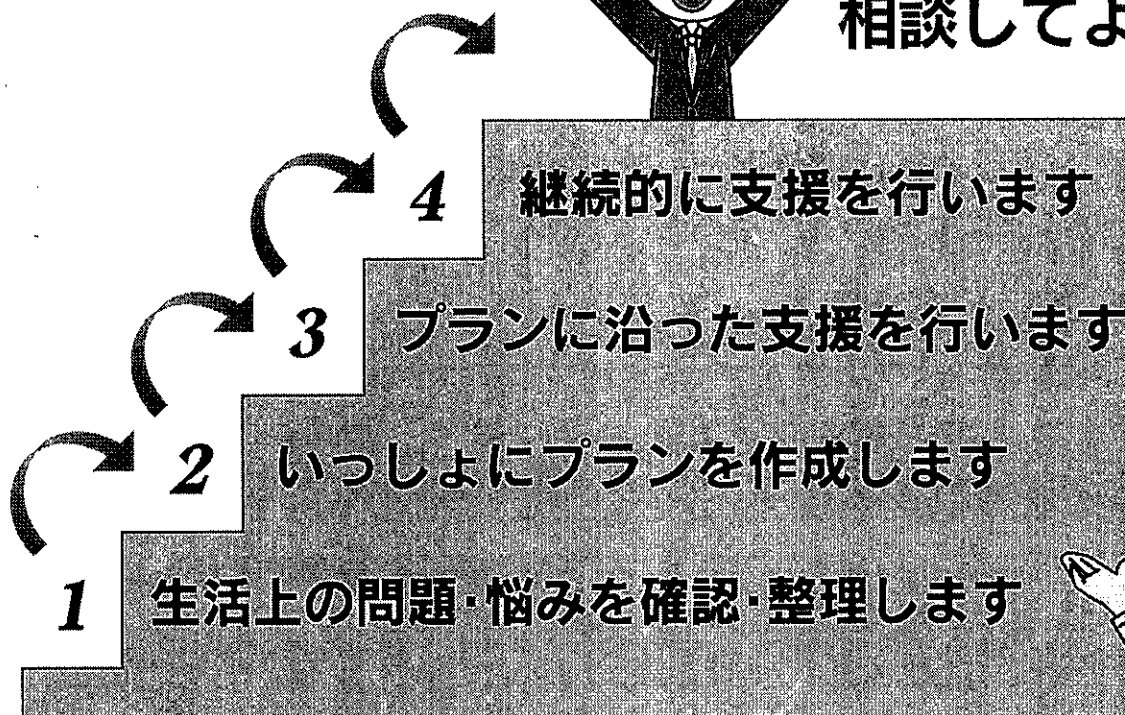 相談してよ
4 継続的に支援を行います
3 プランに沿った支援を行います
2 いっしょにプランを作成します
1 生活上の問題・悩みを確認・整理します